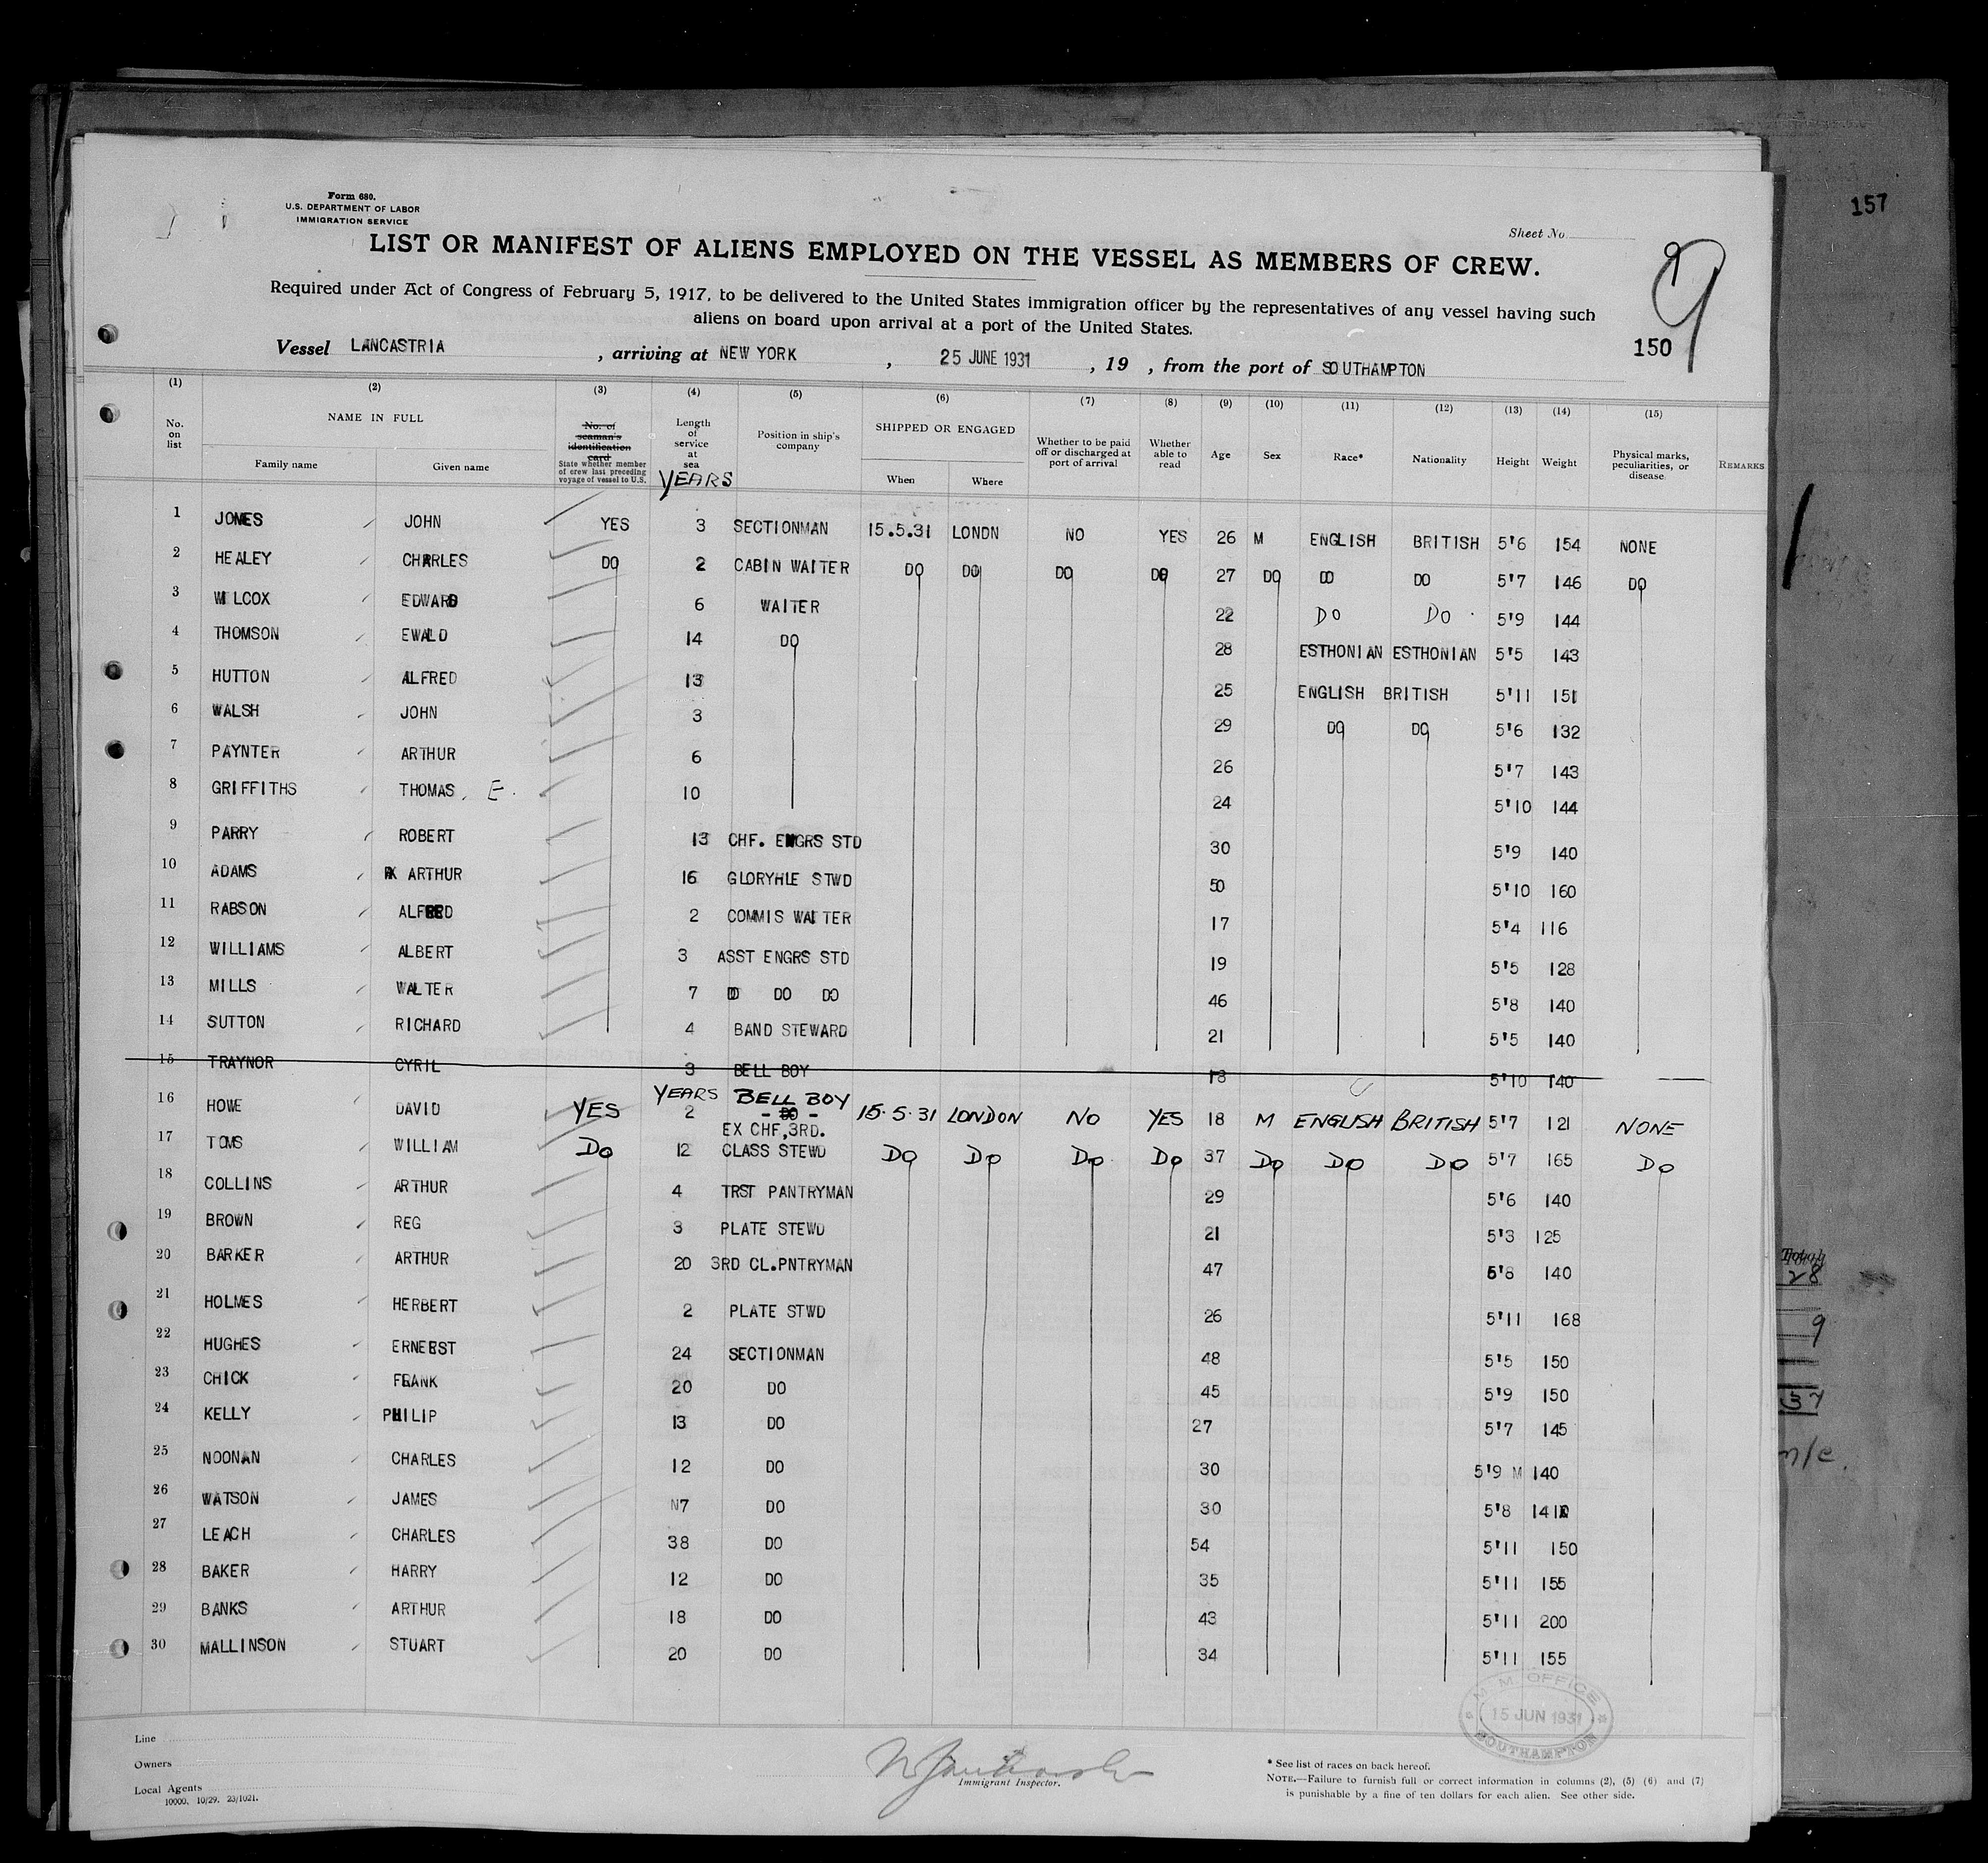 157
Form 680.
U.S. DEPARTMENT OF LABOR
IMMIGRATION SERVICE
Sheet No.
LIST OR MANIFEST OF ALIENS EMPLOYED ON THE VESSEL AS MEMBERS OF CREW.
9
9
Required under Act of Congress of February 5, 1917, to be delivered to the United States immigration officer by the representatives of any vessel having such
aliens on board upon arrival at a port of the United States.
150
Vessel LANCASTRIA , arriving at NEW YORK , 25 JUNE 1931 , 19 , from the port of SOUTHAMPTON
(1) (2) (3) (4) (5) (6) (7) (8) (9) (10) (11) (12) (13) (14) (15)
No. on list NAME IN FULL Family name Given name No. of seaman's identification card State whether member of crew last preceding voyage of vessel to U.S. Length of service at sea YEARS Position in ship's company SHIPPED OR ENGAGED When Where Whether to be paid off or discharged at port of arrival Whether able to read Age Sex Race* Nationality Height Weight Physical marks, peculiarities, or disease REMARKS
1 JONES JOHN YES 3 SECTIONMAN 15.5.31 LONDN NO YES 26 M ENGLISH BRITISH 5'6 154 NONE
2 HEALEY CHARLES DO 2 CABIN WAITER DO DO DO DO 27 DO DO DO 5'7 146 DO
3 WILCOX EDWARD 6 WAITER 22 DO DO 5'9 144
4 THOMSON EWALD 14 DO 28 ESTHONIAN ESTHONIAN 5'5 143
5 HUTTON ALFRED 13 25 ENGLISH BRITISH 5'11 151
6 WALSH JOHN 3 29 DO DO 5'6 132
7 PAYNTER ARTHUR 6 26 5'7 143
8 GRIFFITHS THOMAS, E. 10 24 5'10 144
9 PARRY ROBERT 13 CHF. ENGRS STD 30 5'9 140
10 ADAMS ARTHUR 16 GLORYHLE STWD 50 5'10 160
11 RABSON ALFRED 2 COMMIS WAITER 17 5'4 116
12 WILLIAMS ALBERT 3 ASST ENGRS STD 19 5'5 128
13 MILLS WALTER 7 DO DO DO 46 5'8 140
14 SUTTON RICHARD 4 BAND STEWARD 21 5'5 140
15 TRAYNOR CYRIL 3 BELL BOY 18 5'10 140
16 HOWE DAVID YES YEARS 2 BELL BOY - DO - 15.5.31 LONDON NO YES 18 M ENGLISH BRITISH 5'7 121 NONE
17 TOMS WILLIAM DO 12 EX CHF,3RD. CLASS STEWD DO DO DO DO 37 DO DO DO 5'7 165 DO
18 COLLINS ARTHUR 4 TRST PANTRYMAN 29 5'6 140
19 BROWN REG 3 PLATE STEWD 21 5'3 125
20 BARKER ARTHUR 20 3RD CL.PNTRYMAN 47 5'8 140
21 HOLMES HERBERT 2 PLATE STWD 26 5'11 168
22 HUGHES ERNEEST 24 SECTIONMAN 48 5'5 150
23 CHICK FRANK 20 DO 45 5'9 150
24 KELLY PHILIP 13 DO 27 5'7 145
25 NOONAN CHARLES 12 DO 30 5'9 M 140
26 WATSON JAMES N7 DO 30 5'8 141
27 LEACH CHARLES 38 DO 54 5'11 150
28 BAKER HARRY 12 DO 35 5'11 155
29 BANKS ARTHUR 18 DO 43 5'11 200
30 MALLINSON STUART 20 DO 34 5'11 155
Total
28
9
37
n/c.
M. M. OFFICE
15 JUN 1931
SOUTHAMPTON
Line
Owners
Local Agents
10000. 10/29. 23/1021.
Immigrant Inspector.
* See list of races on back hereof.
NOTE.—Failure to furnish full or correct information in columns (2), (5) (6) and (7)
is punishable by a fine of ten dollars for each alien. See other side.